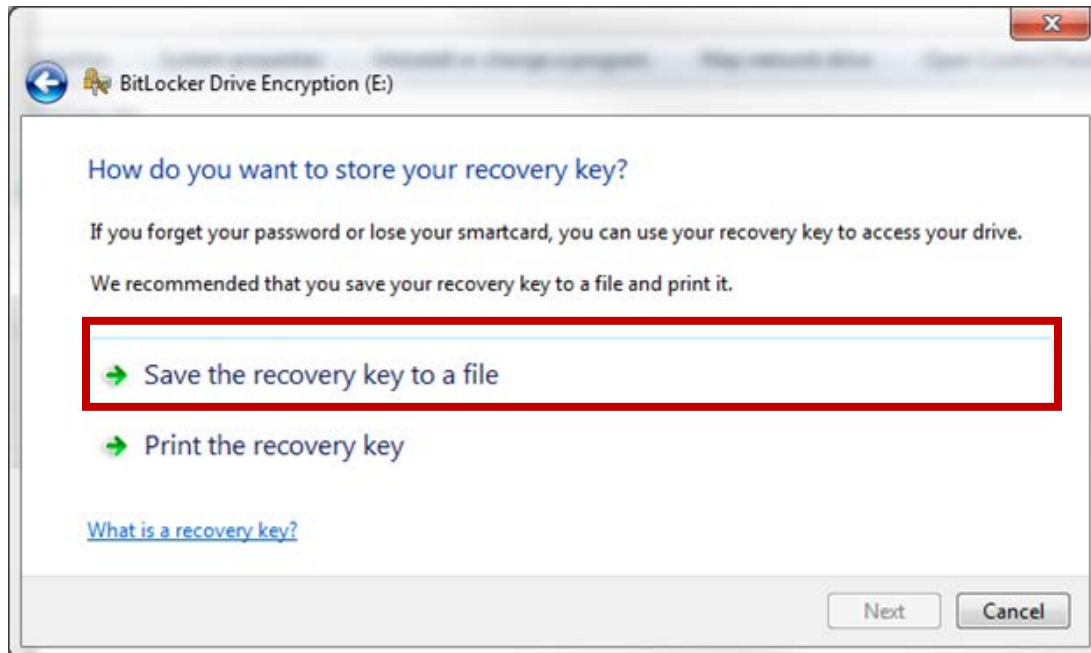 BitLocker Drive Encryption (E:)
How do you want to store your recovery key?
If you forget your password or lose your smartcard, you can use your recovery key to access your drive.
We recommended that you save your recovery key to a file and print it.
Save the recovery key to a file
Print the recovery key
What is a recovery key?
Next Cancel